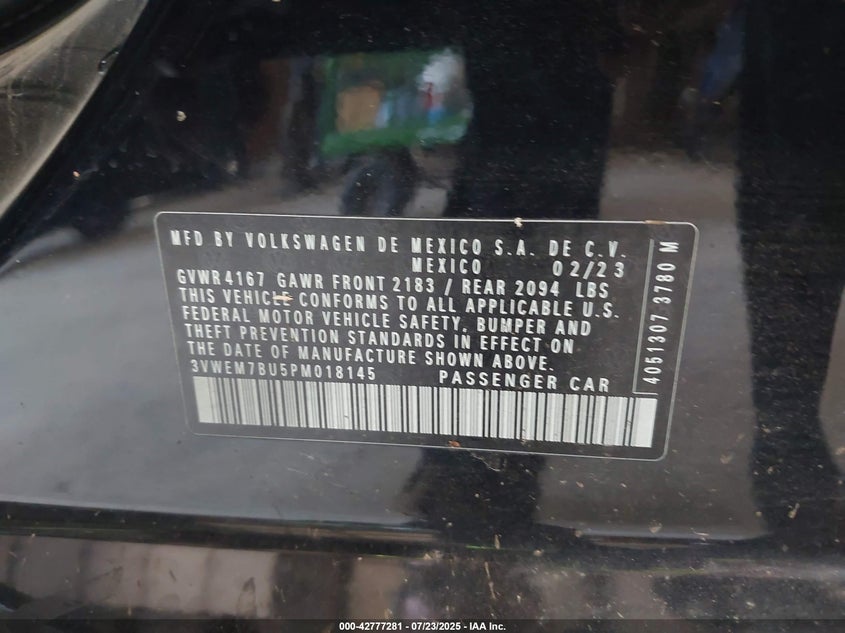 MFD BY VOLKSWAGEN DE MEXICO S.A. DE C.V.
MEXICO 02/23
GVWR 4167 GAWR FRONT 2183 / REAR 2094 LBS
THIS VEHICLE CONFORMS TO ALL APPLICABLE U.S.
FEDERAL MOTOR VEHICLE SAFETY, BUMPER AND
THEFT PREVENTION STANDARDS IN EFFECT ON
THE DATE OF MANUFACTURE SHOWN ABOVE.
3VWEM7BU5PM018145 PASSENGER CAR
4051307 3780 M
000-42777281 - 07/23/2025 - IAA Inc.